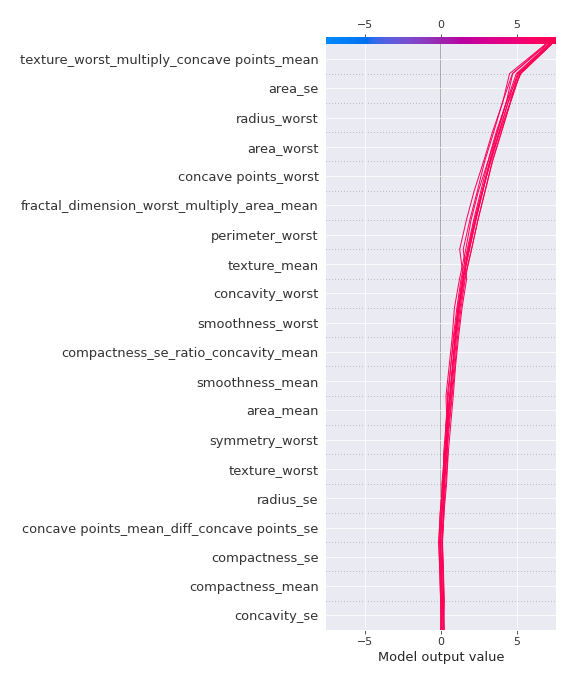 −5 0 5
texture_worst_multiply_concave points_mean
area_se
radius_worst
area_worst
concave points_worst
fractal_dimension_worst_multiply_area_mean
perimeter_worst
texture_mean
concavity_worst
smoothness_worst
compactness_se_ratio_concavity_mean
smoothness_mean
area_mean
symmetry_worst
texture_worst
radius_se
concave points_mean_diff_concave points_se
compactness_se
compactness_mean
concavity_se
−5 0 5
Model output value